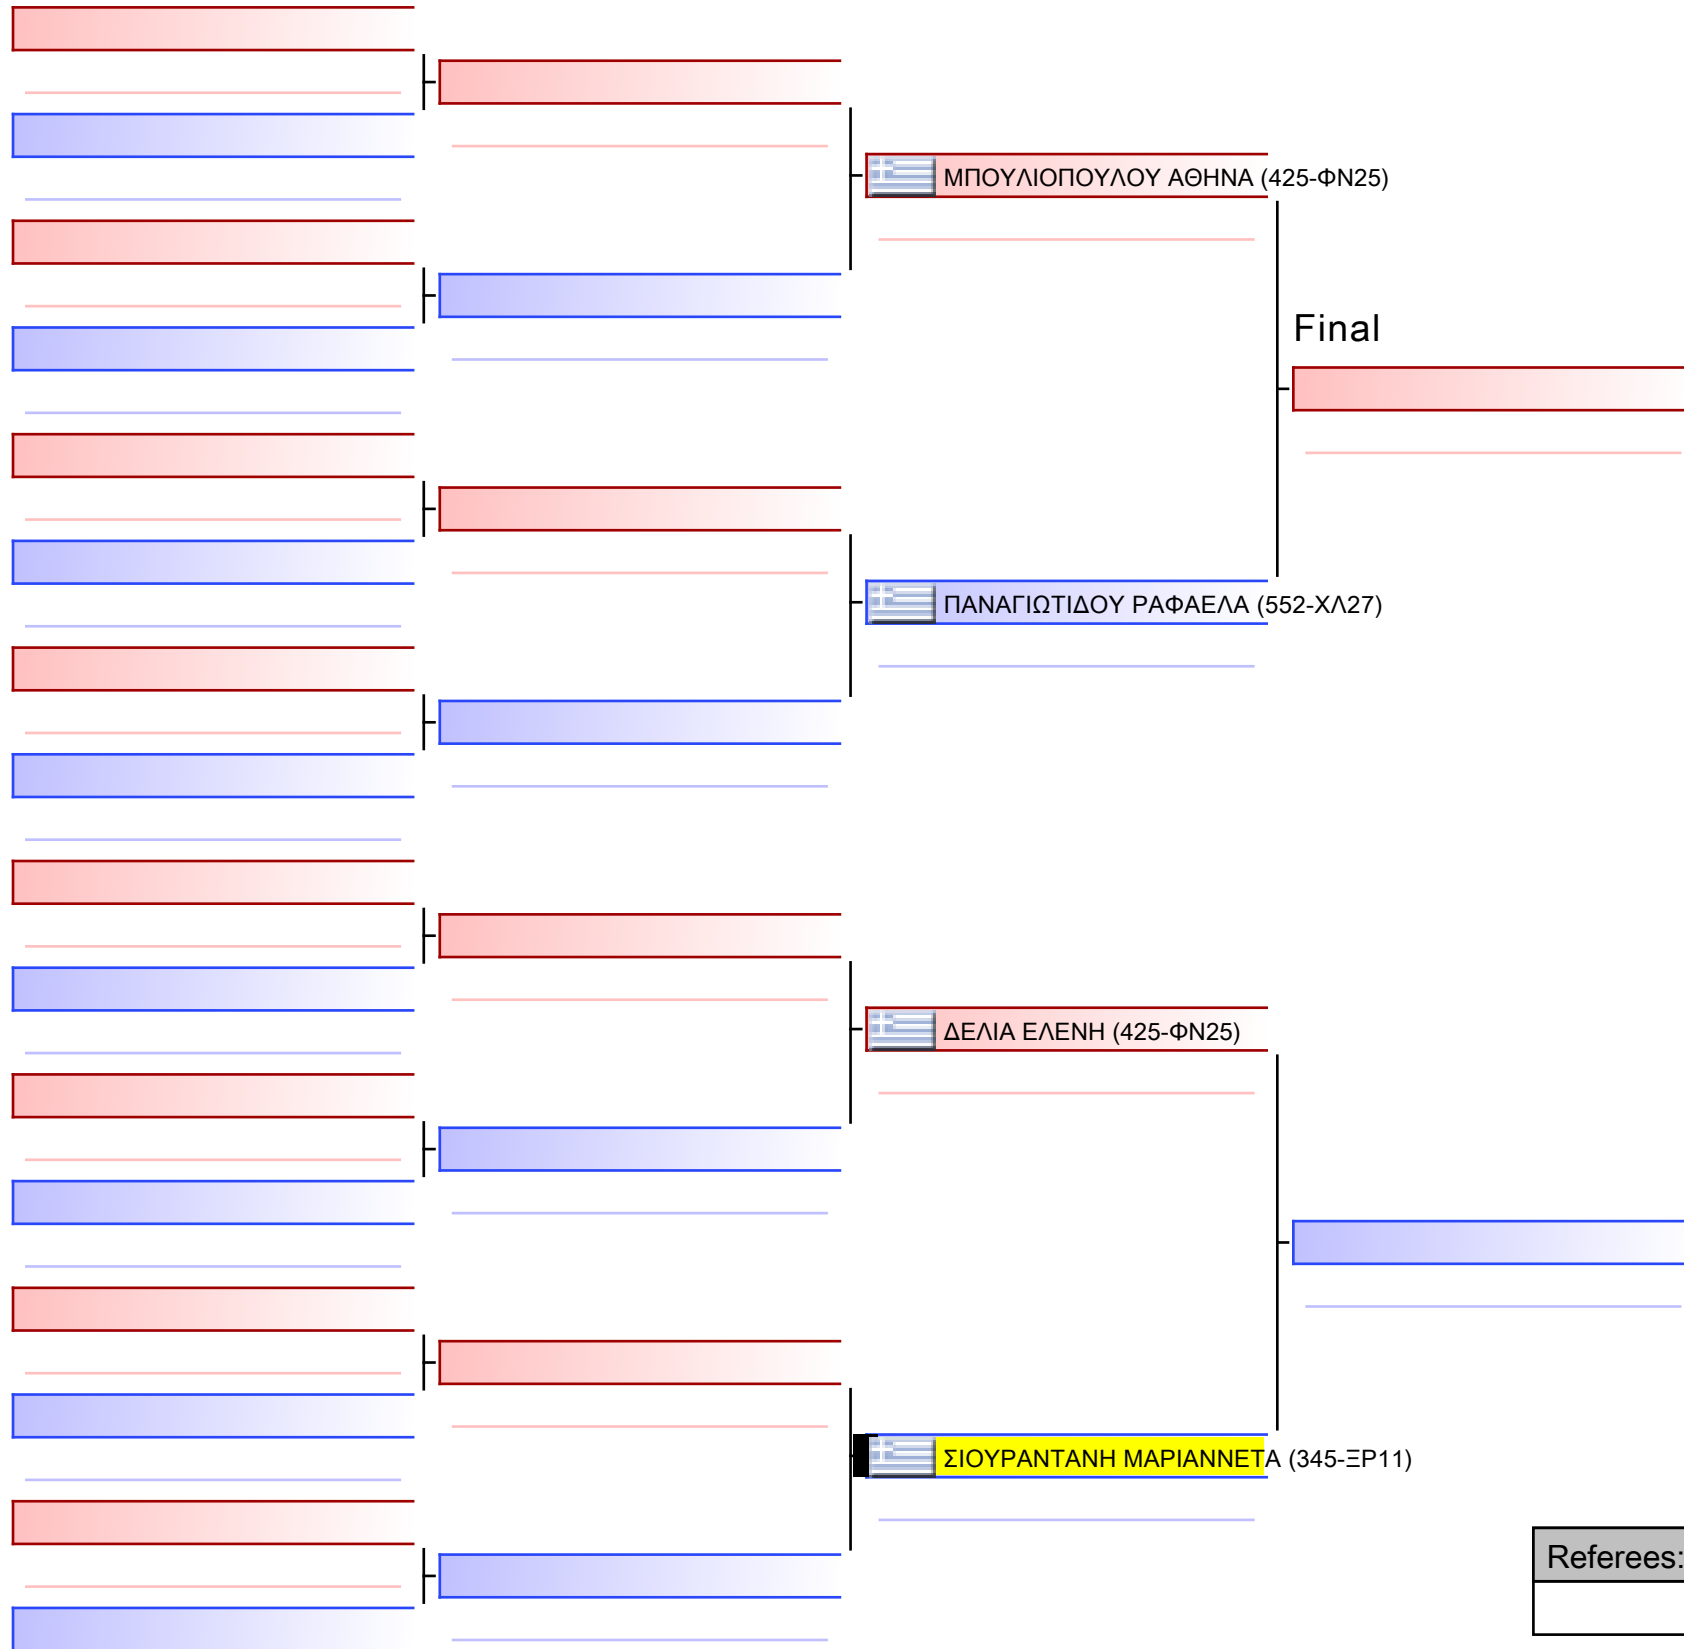 ΜΠΟΥΛΙΟΠΟΥΛΟΥ ΑΘΗΝΑ (425-ΦΝ25)
Final
ΠΑΝΑΓΙΩΤΙΔΟΥ ΡΑΦΑΕΛΑ (552-ΧΛ27)
ΔΕΛΙΑ ΕΛΕΝΗ (425-ΦΝ25)
ΣΙΟΥΡΑΝΤΑΝΗ ΜΑΡΙΑΝΝΕΤΑ (345-ΞΡ11)
Referees: